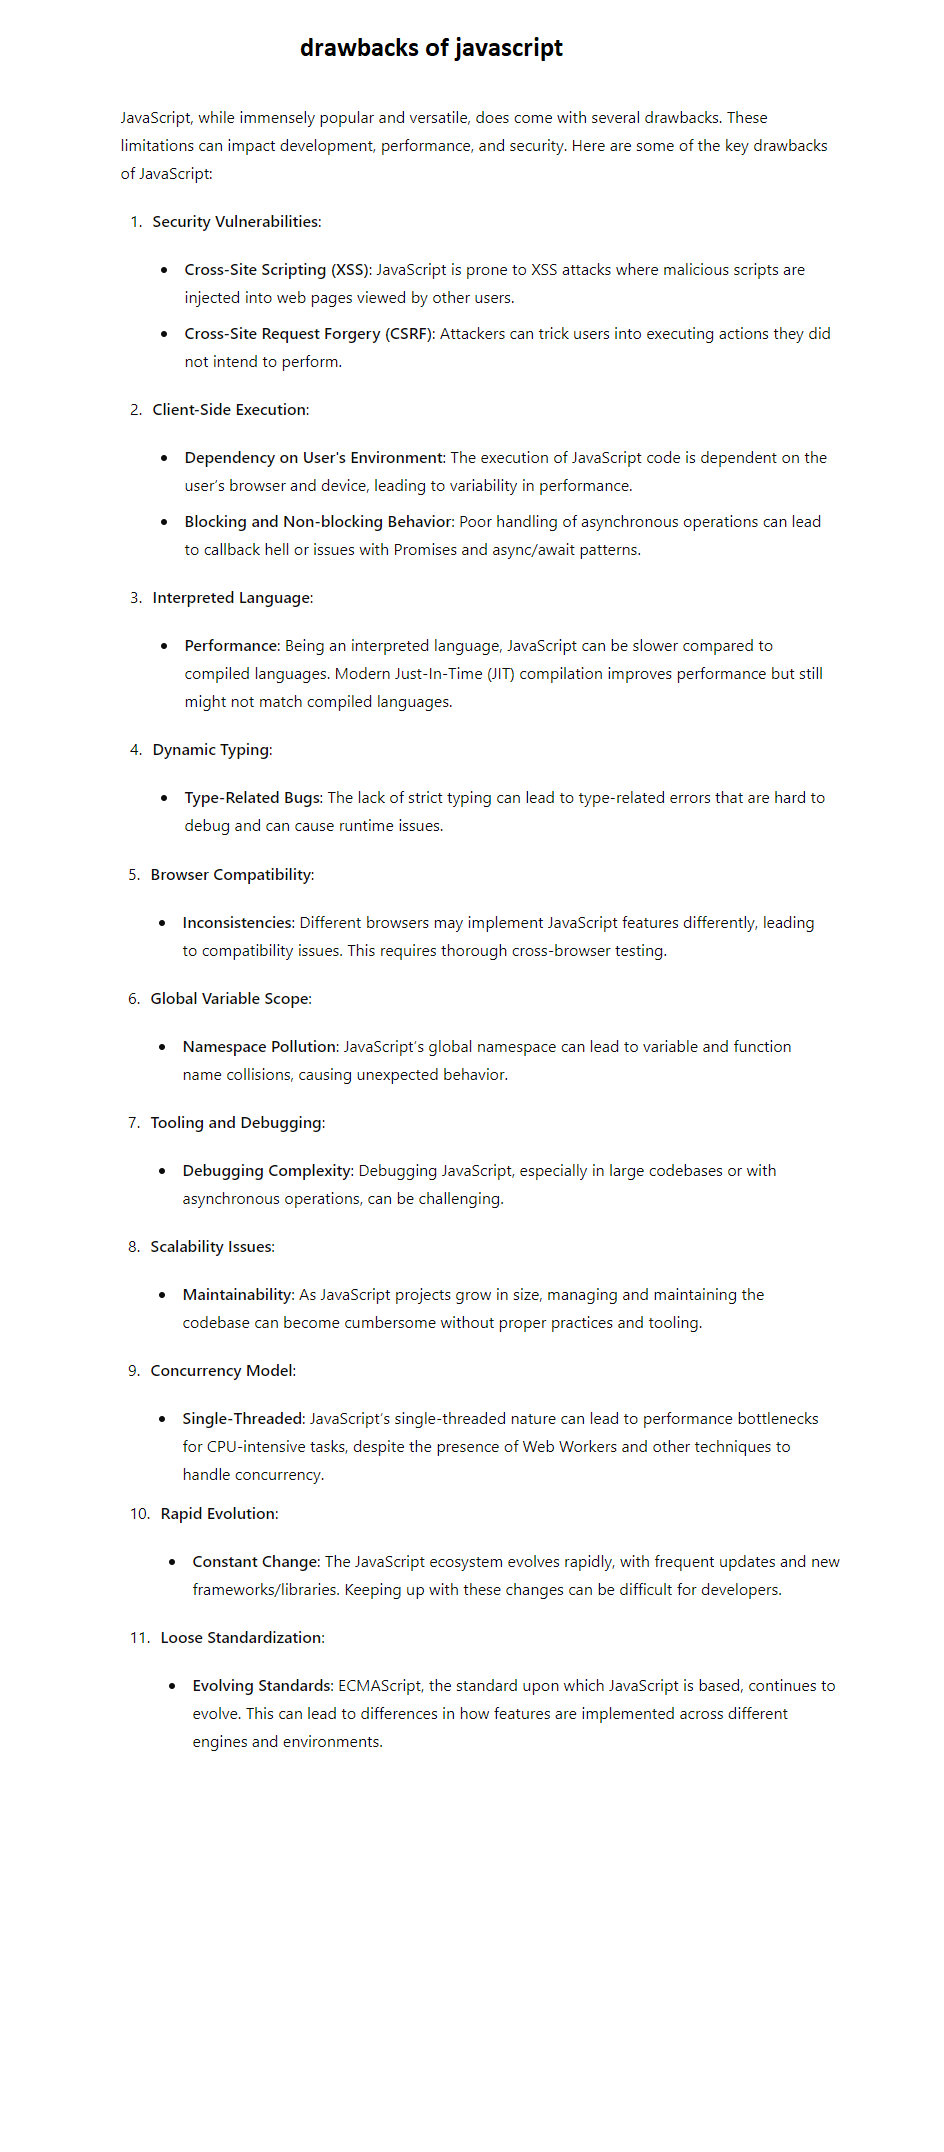 drawbacks of javascript
JavaScript, while immensely popular and versatile, does come with several drawbacks. These
limitations can impact development, performance, and security. Here are some of the key drawbacks
of JavaScript:
1. Security Vulnerabilities:
• Cross-Site Scripting (XSS): JavaScript is prone to XSS attacks where malicious scripts are
injected into web pages viewed by other users.
• Cross-Site Request Forgery (CSRF): Attackers can trick users into executing actions they did
not intend to perform.
2. Client-Side Execution:
• Dependency on User's Environment: The execution of JavaScript code is dependent on the
user's browser and device, leading to variability in performance.
• Blocking and Non-blocking Behavior: Poor handling of asynchronous operations can lead
to callback hell or issues with Promises and async/await patterns.
3. Interpreted Language:
• Performance: Being an interpreted language, JavaScript can be slower compared to
compiled languages. Modern Just-In-Time (JIT) compilation improves performance but still
might not match compiled languages.
4. Dynamic Typing:
• Type-Related Bugs: The lack of strict typing can lead to type-related errors that are hard to
debug and can cause runtime issues.
5. Browser Compatibility:
• Inconsistencies: Different browsers may implement JavaScript features differently, leading
to compatibility issues. This requires thorough cross-browser testing.
6. Global Variable Scope:
• Namespace Pollution: JavaScript's global namespace can lead to variable and function
name collisions, causing unexpected behavior.
7. Tooling and Debugging:
• Debugging Complexity: Debugging JavaScript, especially in large codebases or with
asynchronous operations, can be challenging.
8. Scalability Issues:
• Maintainability: As JavaScript projects grow in size, managing and maintaining the
codebase can become cumbersome without proper practices and tooling.
9. Concurrency Model:
• Single-Threaded: JavaScript's single-threaded nature can lead to performance bottlenecks
for CPU-intensive tasks, despite the presence of Web Workers and other techniques to
handle concurrency.
10. Rapid Evolution:
• Constant Change: The JavaScript ecosystem evolves rapidly, with frequent updates and new
frameworks/libraries. Keeping up with these changes can be difficult for developers.
11. Loose Standardization:
• Evolving Standards: ECMAScript, the standard upon which JavaScript is based, continues to
evolve. This can lead to differences in how features are implemented across different
engines and environments.